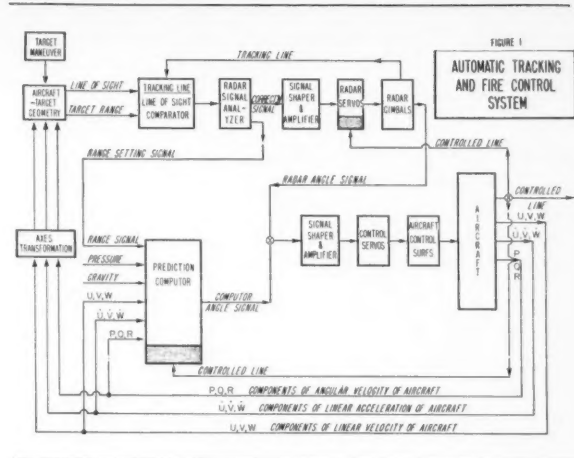 FIGURE 1
AUTOMATIC TRACKING
AND FIRE CONTROL
SYSTEM
TARGET
MANEUVER
TRACKING LINE
AIRCRAFT
-TARGET
GEOMETRY
LINE OF SIGHT
TARGET RANGE
TRACKING LINE
LINE OF SIGHT
COMPARATOR
RADAR
SIGNAL
ANAL-
YZER
CORRECTN
SIGNAL
SIGNAL
SHAPER
&
AMPLIFIER
RADAR
SERVOS
RADAR
GIMBALS
CONTROLLED LINE
RANGE SETTING SIGNAL
RADAR ANGLE SIGNAL
CONTROLLED
LINE
U,V,W
U̇,V̇,Ẇ
P
Q
R
AXES
TRANSFORMATION
RANGE SIGNAL
PRESSURE
GRAVITY
U,V,W
U̇,V̇,Ẇ
P,Q,R
PREDICTION
COMPUTOR
COMPUTOR
ANGLE SIGNAL
SIGNAL
SHAPER
&
AMPLIFIER
CONTROL
SERVOS
AIRCRAFT
CONTROL
SURFS.
AIRCRAFT
CONTROLLED LINE
P,Q,R COMPONENTS OF ANGULAR VELOCITY OF AIRCRAFT
U̇,V̇,Ẇ COMPONENTS OF LINEAR ACCELERATION OF AIRCRAFT
U,V,W COMPONENTS OF LINEAR VELOCITY OF AIRCRAFT